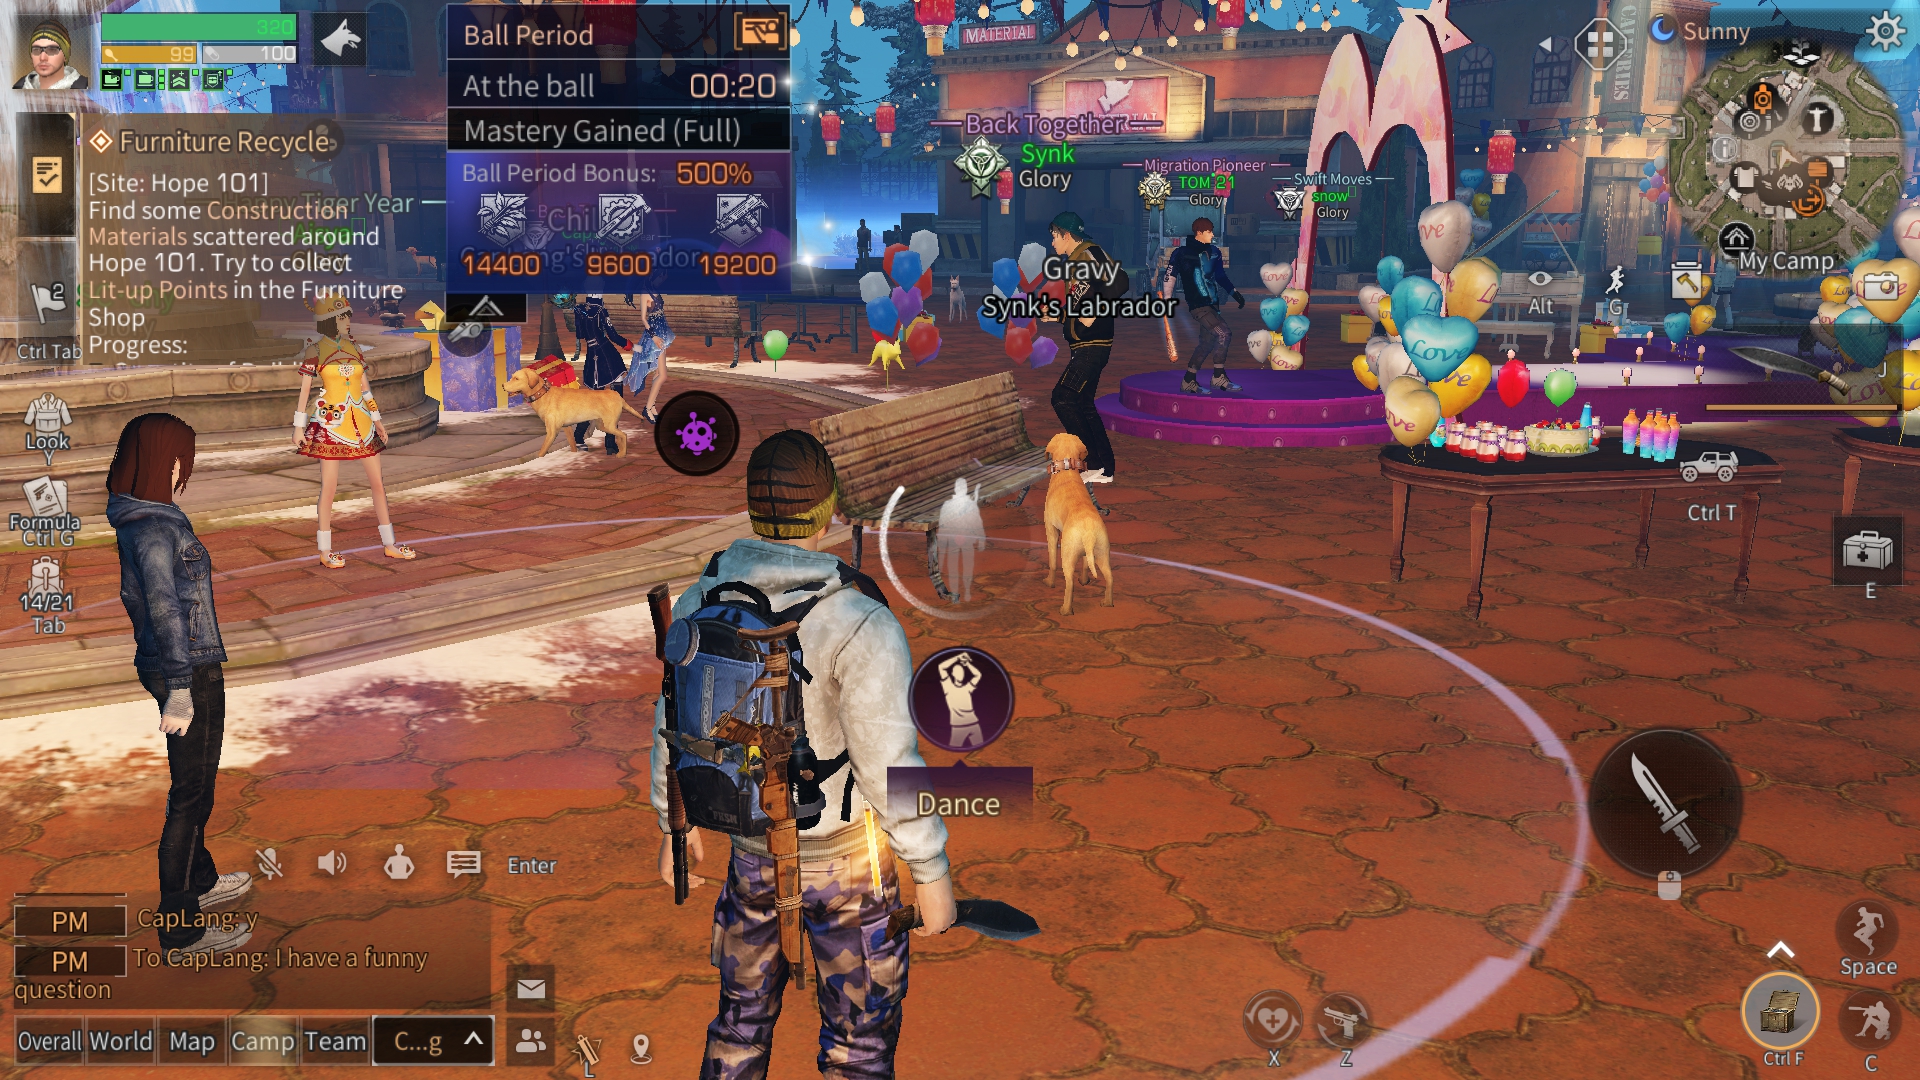 320
99
100
Furniture Recycle
[Site: Hope 101]
Find some Construction
Materials scattered around
Hope 101. Try to collect
Lit-up Points in the Furniture
Shop
Progress:
Tiger Year
2
Ctrl Tab
Look
Y
Formula
Ctrl G
14/21
Tab
Ball Period
At the ball 00:20
Mastery Gained (Full)
Ball Period Bonus: 500%
14400 9600 19200
MATERIAL
Back Together
Synk
Glory
Migration Pioneer
TOM 21
Glory
Swift Moves
snow
Glory
Gravy
Synk's Labrador
Sunny
My Camp
Alt
G
J
Love
Ctrl T
E
Dance
Enter
PM CapLang: y
PM To CapLang: I have a funny
question
Overall World Map Camp Team C...g
L
X
Z
Space
Ctrl F
C